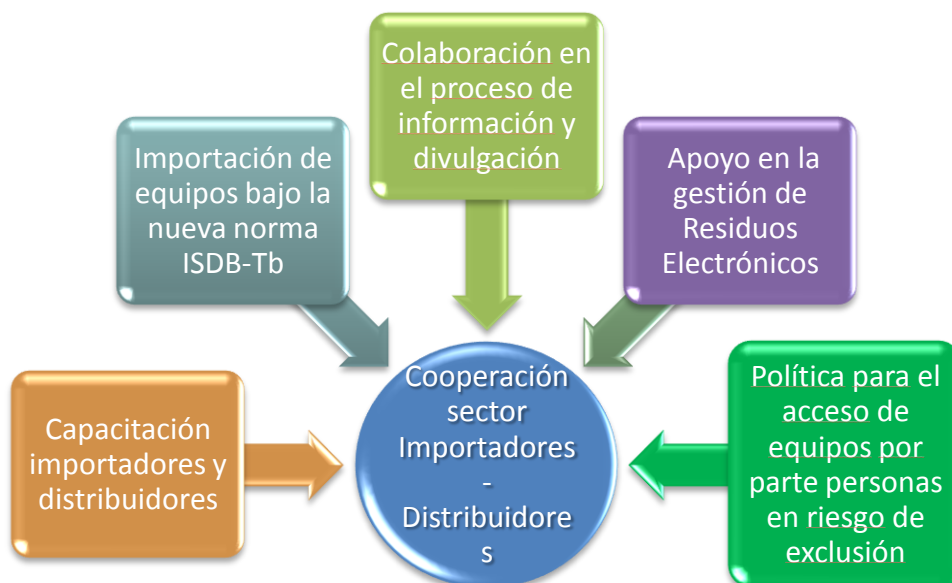 Colaboración en
el proceso de
información y
divulgación
Importación de
equipos bajo la
nueva norma
ISDB-Tb
Apoyo en la
gestión de
Residuos
Electrónicos
Capacitación
importadores y
distribuidores
Cooperación
sector
Importadores
-
Distribuidore
s
Política para el
acceso de
equipos por
parte personas
en riesgo de
exclusión